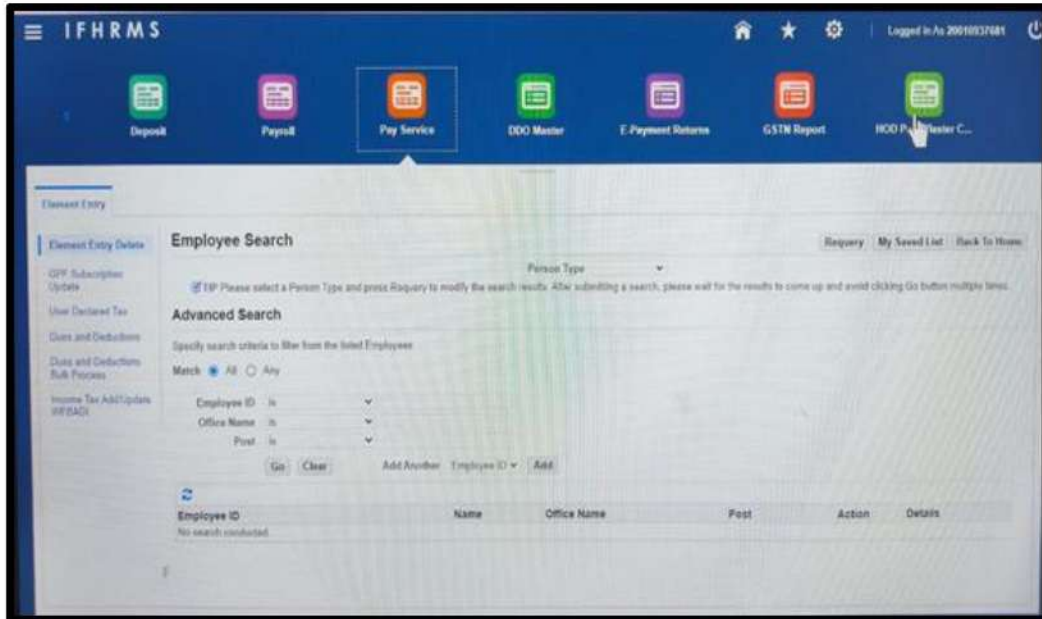 IFHRMS
Logged in As 20010937681
Deposit Payroll Pay Service DDO Master E-Payment Returns GSTN Report HOD
Element Entry
Element Entry Delete
GPF Subscription
Update
User Declared Tax
Dues and Deductions
Dues and Deductions
Bulk Process
Income Tax Add/Update
Employee Search
Requery My Saved List Back To Home
Person Type
TIP Please select a Person Type and press Requery to modify the search results. After submitting a search, please wait for the results to come up and avoid clicking Go button multiple times.
Advanced Search
Specify search criteria to filter from the listed Employees
Match All Any
Employee ID is
Office Name is
Post is
Go Clear Add Another Employee ID Add
Employee ID Name Office Name Post Action Details
No search conducted